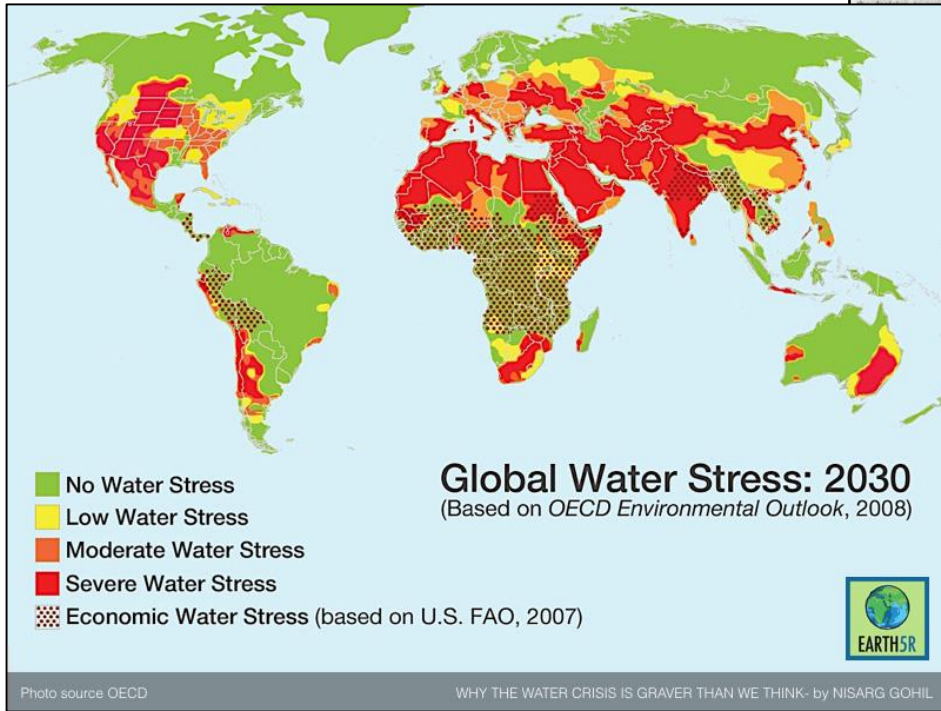 No Water Stress
Low Water Stress
Moderate Water Stress
Severe Water Stress
Economic Water Stress (based on U.S. FAO, 2007)
Global Water Stress: 2030
(Based on OECD Environmental Outlook, 2008)
EARTH5R
Photo source OECD
WHY THE WATER CRISIS IS GRAVER THAN WE THINK- by NISARG GOHIL